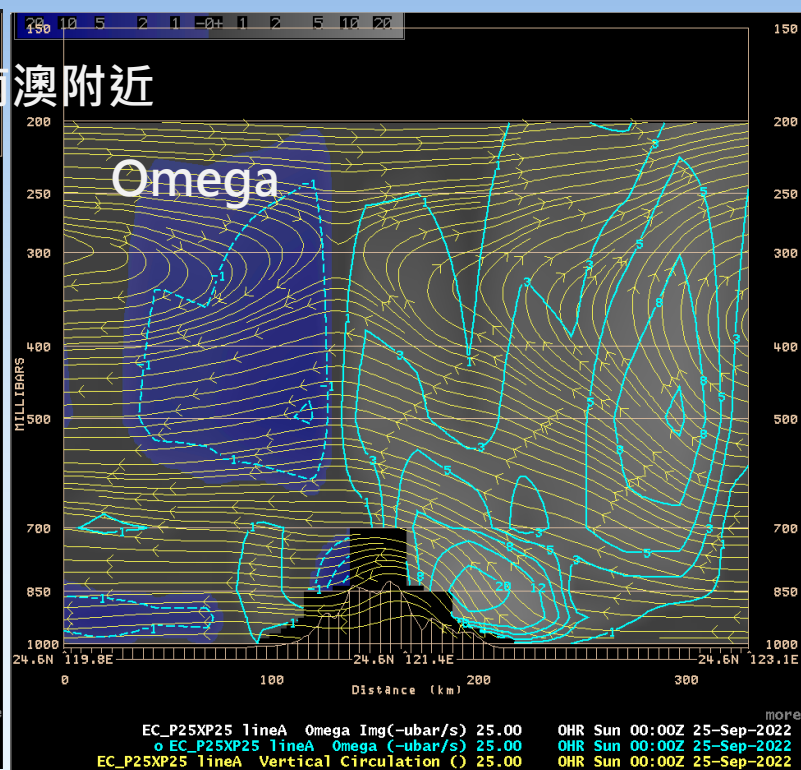 20 10 5 2 1 -0+ 1 2 5 10 20
150 150
澳附近
200 200
Omega
250 250
300 300
400 400
MILLIBARS
500 500
700 700
850 850
1000 1000
24.6N 119.8E 24.6N 121.4E 24.6N 123.1E
0 100 200 300
Distance (km)
more
EC_P25XP25 lineA Omega Img(-ubar/s) 25.00 0HR Sun 00:00Z 25-Sep-2022
o EC_P25XP25 lineA Omega (-ubar/s) 25.00 0HR Sun 00:00Z 25-Sep-2022
EC_P25XP25 lineA Vertical Circulation () 25.00 0HR Sun 00:00Z 25-Sep-2022